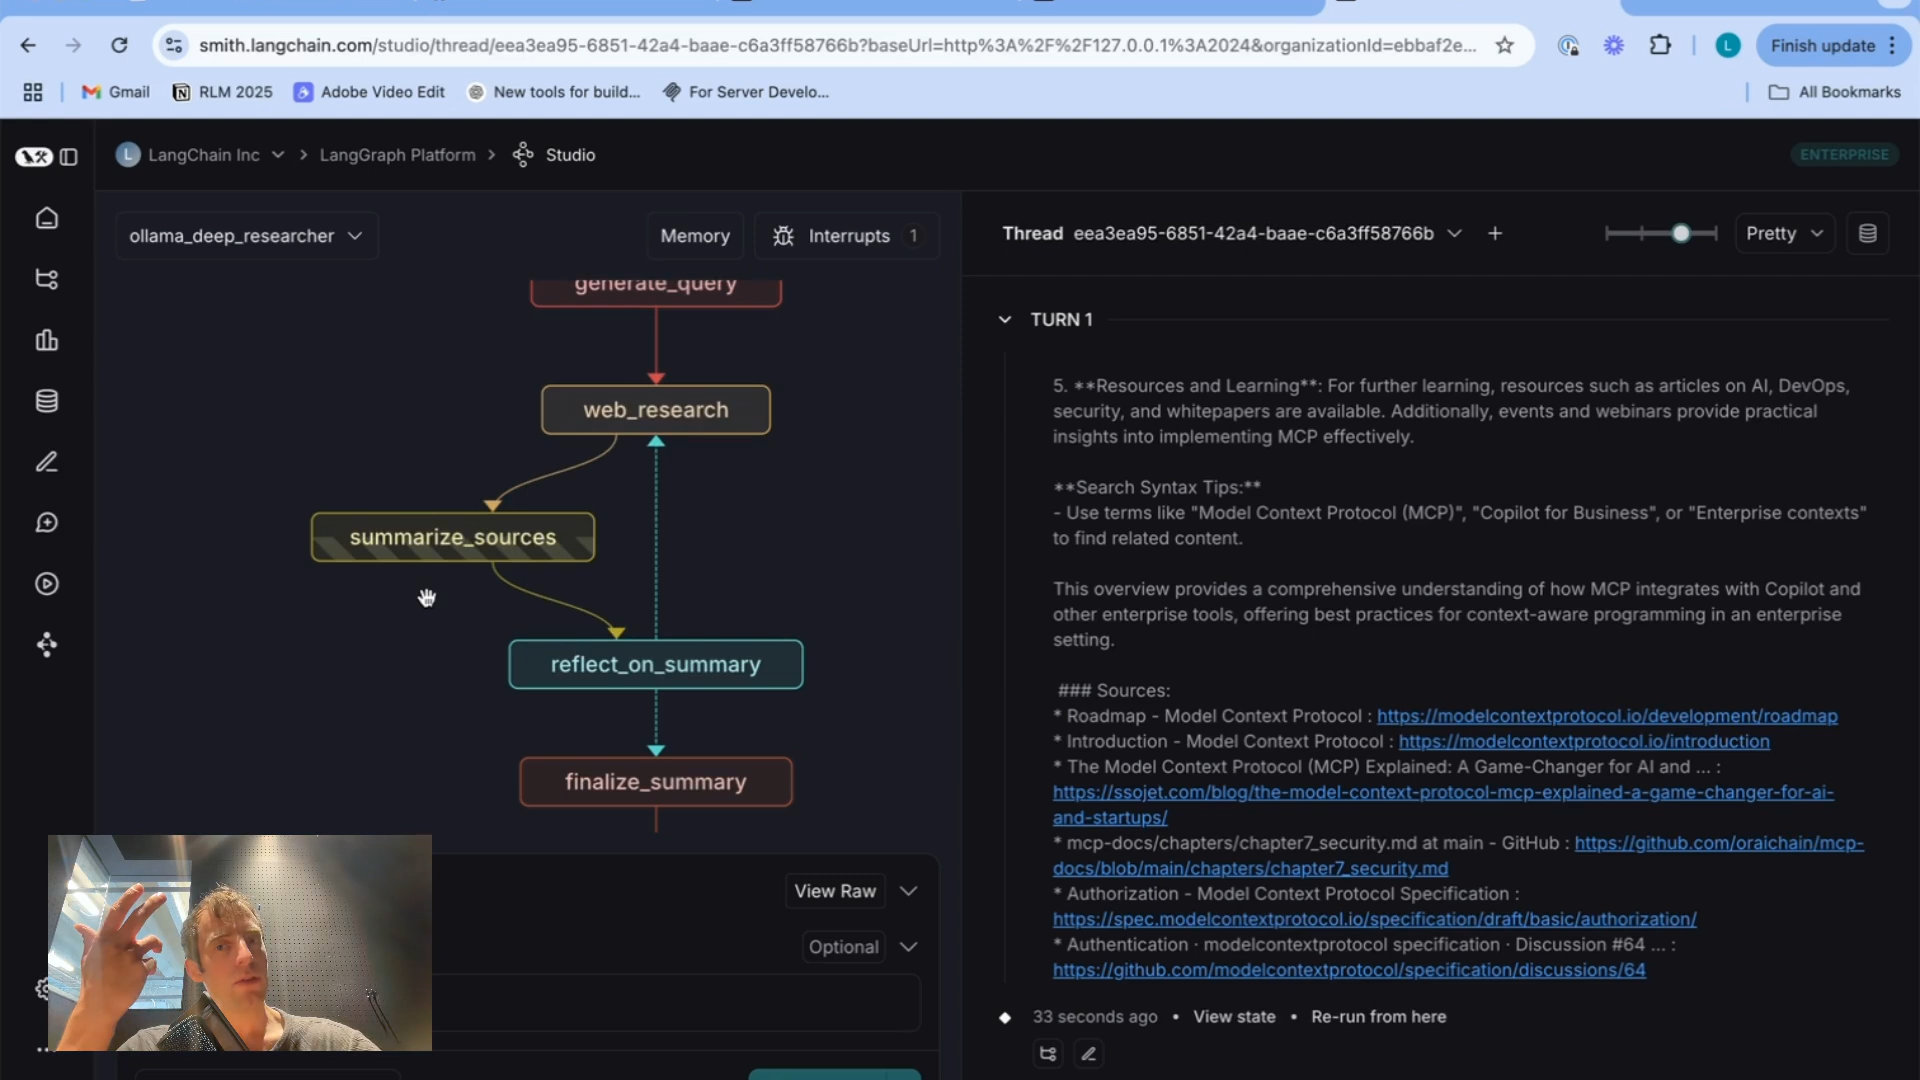 smith.langchain.com/studio/thread/eea3ea95-6851-42a4-baae-c6a3ff58766b?baseUrl=http%3A%2F%2F127.0.0.1%3A2024&organizationId=ebbaf2e...
L
Finish update
Gmail
RLM 2025
Adobe Video Edit
New tools for build...
For Server Develo...
All Bookmarks
L
LangChain Inc
LangGraph Platform
Studio
ENTERPRISE
ollama_deep_researcher
Memory
Interrupts
1
generate_query
web_research
summarize_sources
reflect_on_summary
finalize_summary
View Raw
Optional
Thread eea3ea95-6851-42a4-baae-c6a3ff58766b
Pretty
TURN 1
5. **Resources and Learning**: For further learning, resources such as articles on AI, DevOps,
security, and whitepapers are available. Additionally, events and webinars provide practical
insights into implementing MCP effectively.
**Search Syntax Tips:**
- Use terms like "Model Context Protocol (MCP)", "Copilot for Business", or "Enterprise contexts"
to find related content.
This overview provides a comprehensive understanding of how MCP integrates with Copilot and
other enterprise tools, offering best practices for context-aware programming in an enterprise
setting.
### Sources:
* Roadmap - Model Context Protocol : https://modelcontextprotocol.io/development/roadmap
* Introduction - Model Context Protocol : https://modelcontextprotocol.io/introduction
* The Model Context Protocol (MCP) Explained: A Game-Changer for AI and ... :
https://ssojet.com/blog/the-model-context-protocol-mcp-explained-a-game-changer-for-ai-
and-startups/
* mcp-docs/chapters/chapter7_security.md at main - GitHub : https://github.com/oraichain/mcp-
docs/blob/main/chapters/chapter7_security.md
* Authorization - Model Context Protocol Specification :
https://spec.modelcontextprotocol.io/specification/draft/basic/authorization/
* Authentication · modelcontextprotocol specification · Discussion #64 ... :
https://github.com/modelcontextprotocol/specification/discussions/64
33 seconds ago • View state • Re-run from here